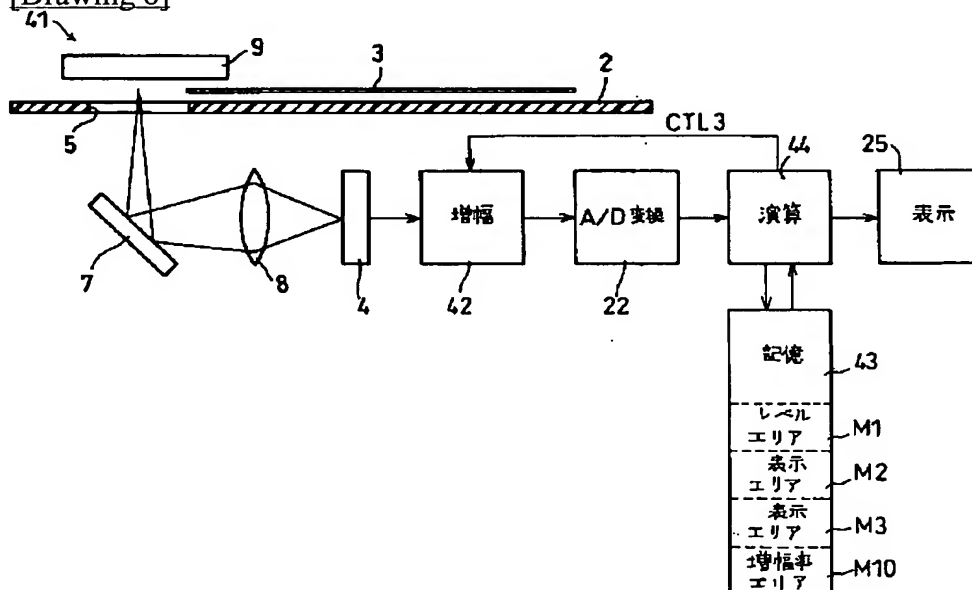 [Drawing 6]
41
9
3
2
5
CTL3
44
25
増幅
A/D変換
演算
表示
7
8
4
42
22
記憶
43
レベル
エリア
M1
表示
エリア
M2
表示
エリア
M3
増幅率
エリア
M10